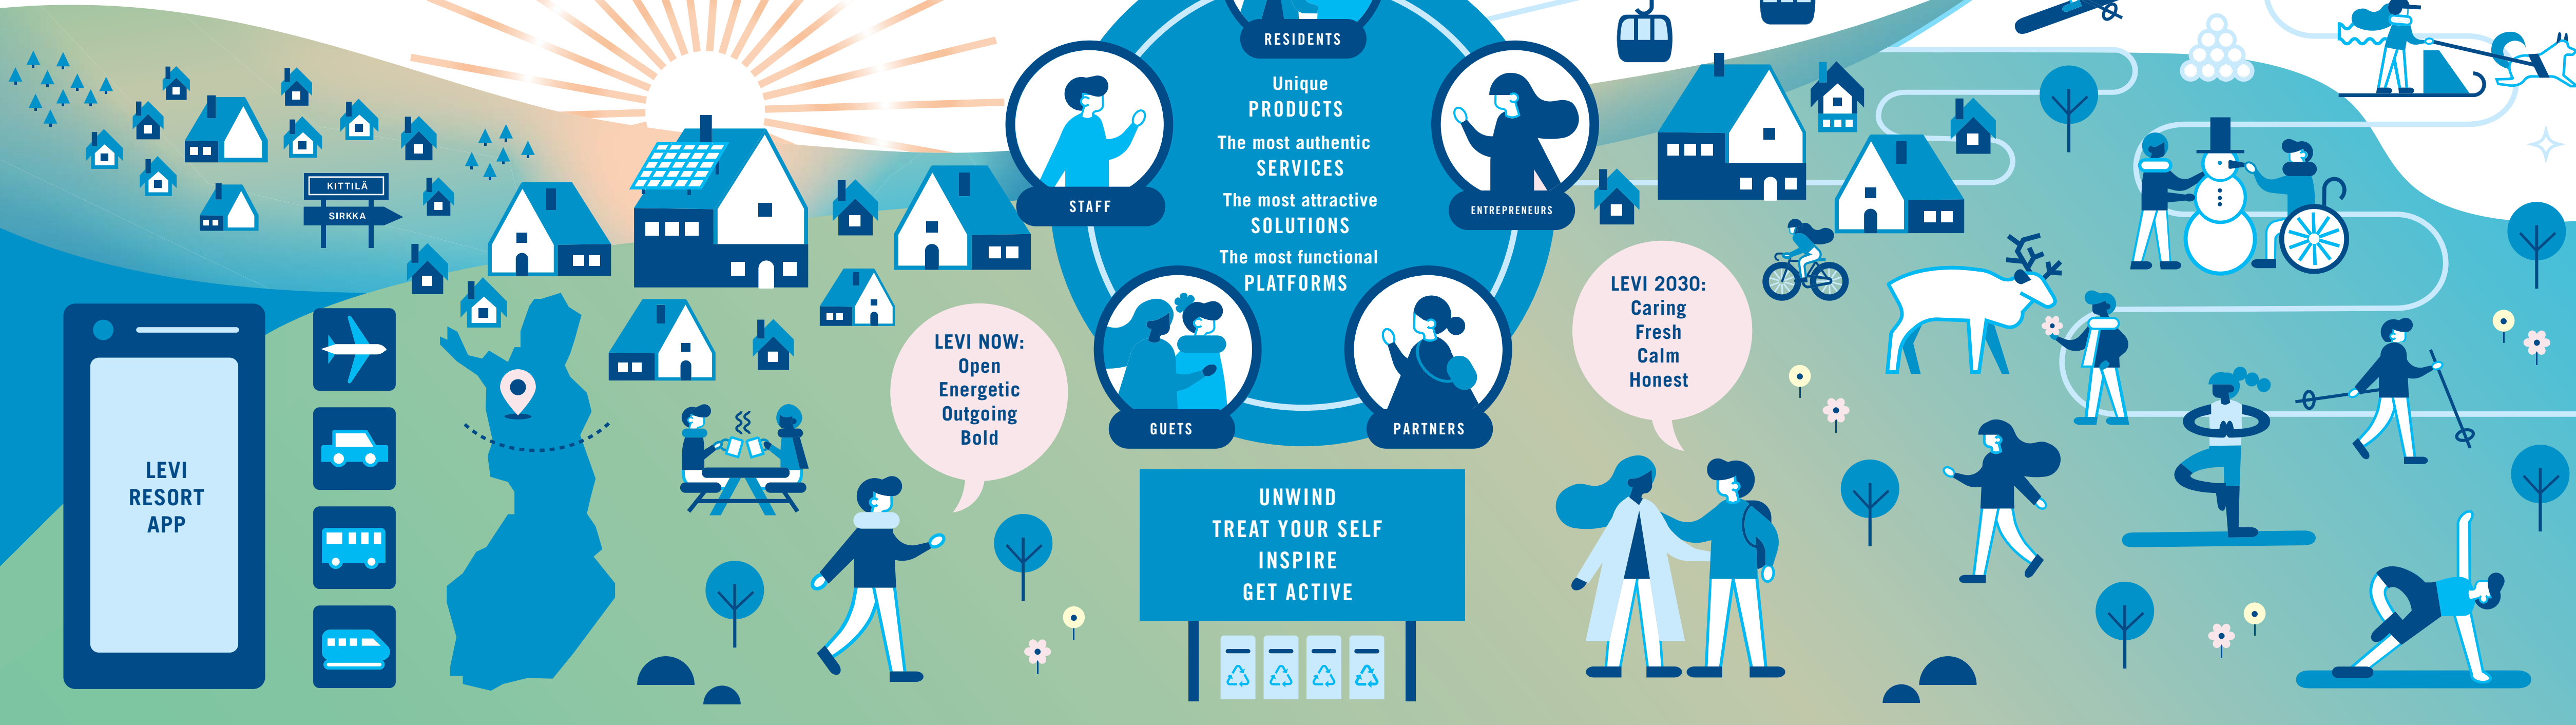 RESIDENTS
Unique
PRODUCTS
The most authentic
SERVICES
The most attractive
SOLUTIONS
The most functional
PLATFORMS
STAFF
ENTREPRENEURS
GUETS
PARTNERS
KITTILÄ
SIRKKA
LEVI
RESORT
APP
LEVI NOW:
Open
Energetic
Outgoing
Bold
LEVI 2030:
Caring
Fresh
Calm
Honest
UNWIND
TREAT YOUR SELF
INSPIRE
GET ACTIVE